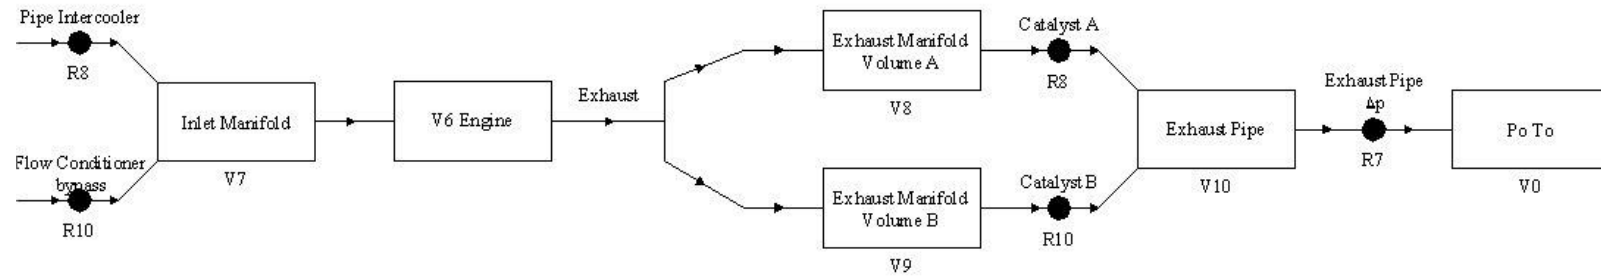 Pipe Intercooler
R8
Flow Conditioner
bypass
R10
Inlet Manifold
V7
V6 Engine
Exhaust
Exhaust Manifold
Volume A
V8
Exhaust Manifold
Volume B
V9
Catalyst A
R8
Catalyst B
R10
Exhaust Pipe
V10
Exhaust Pipe
Δp
R7
Po To
V0